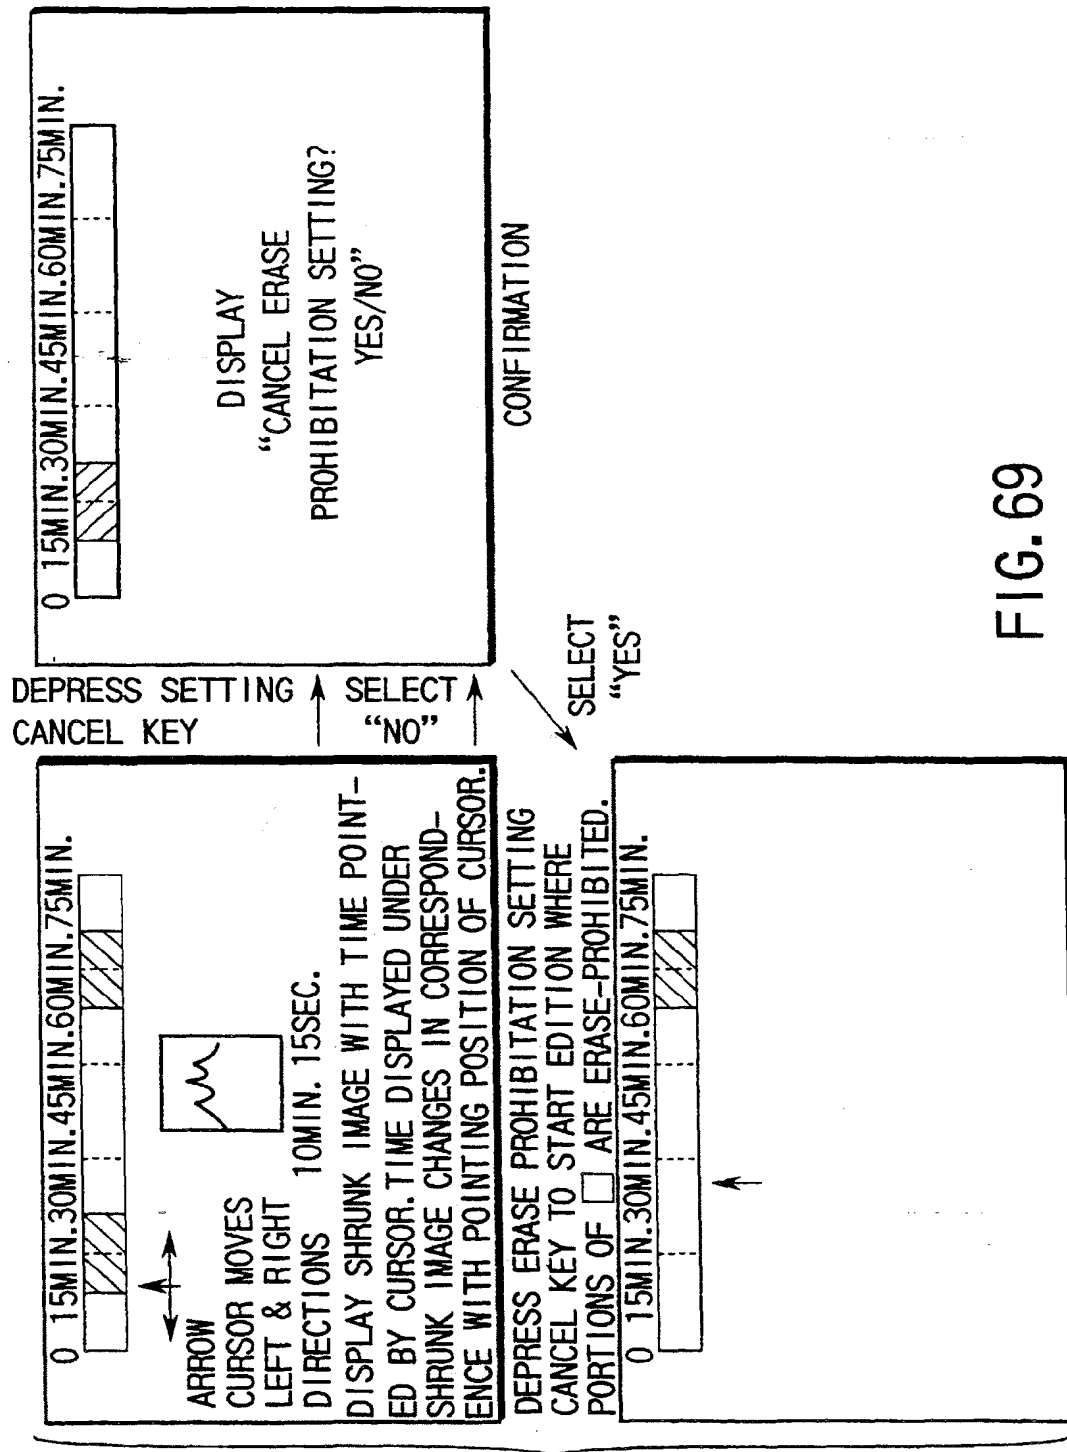 0 15MIN.30MIN.45MIN.60MIN.75MIN.
ARROW
CURSOR MOVES
LEFT & RIGHT
DIRECTIONS
10MIN. 15SEC.
DISPLAY SHRUNK IMAGE WITH TIME POINT-
ED BY CURSOR.TIME DISPLAYED UNDER
SHRUNK IMAGE CHANGES IN CORRESPOND-
ENCE WITH POINTING POSITION OF CURSOR.
DEPRESS SETTING
CANCEL KEY
SELECT
“NO”
0 15MIN.30MIN.45MIN.60MIN.75MIN.
DISPLAY
“CANCEL ERASE
PROHIBITATION SETTING?
YES/NO”
CONFIRMATION
SELECT
“YES”
DEPRESS ERASE PROHIBITATION SETTING
CANCEL KEY TO START EDITION WHERE
PORTIONS OF □ ARE ERASE-PROHIBITED.
0 15MIN.30MIN.45MIN.60MIN.75MIN.
FIG.69